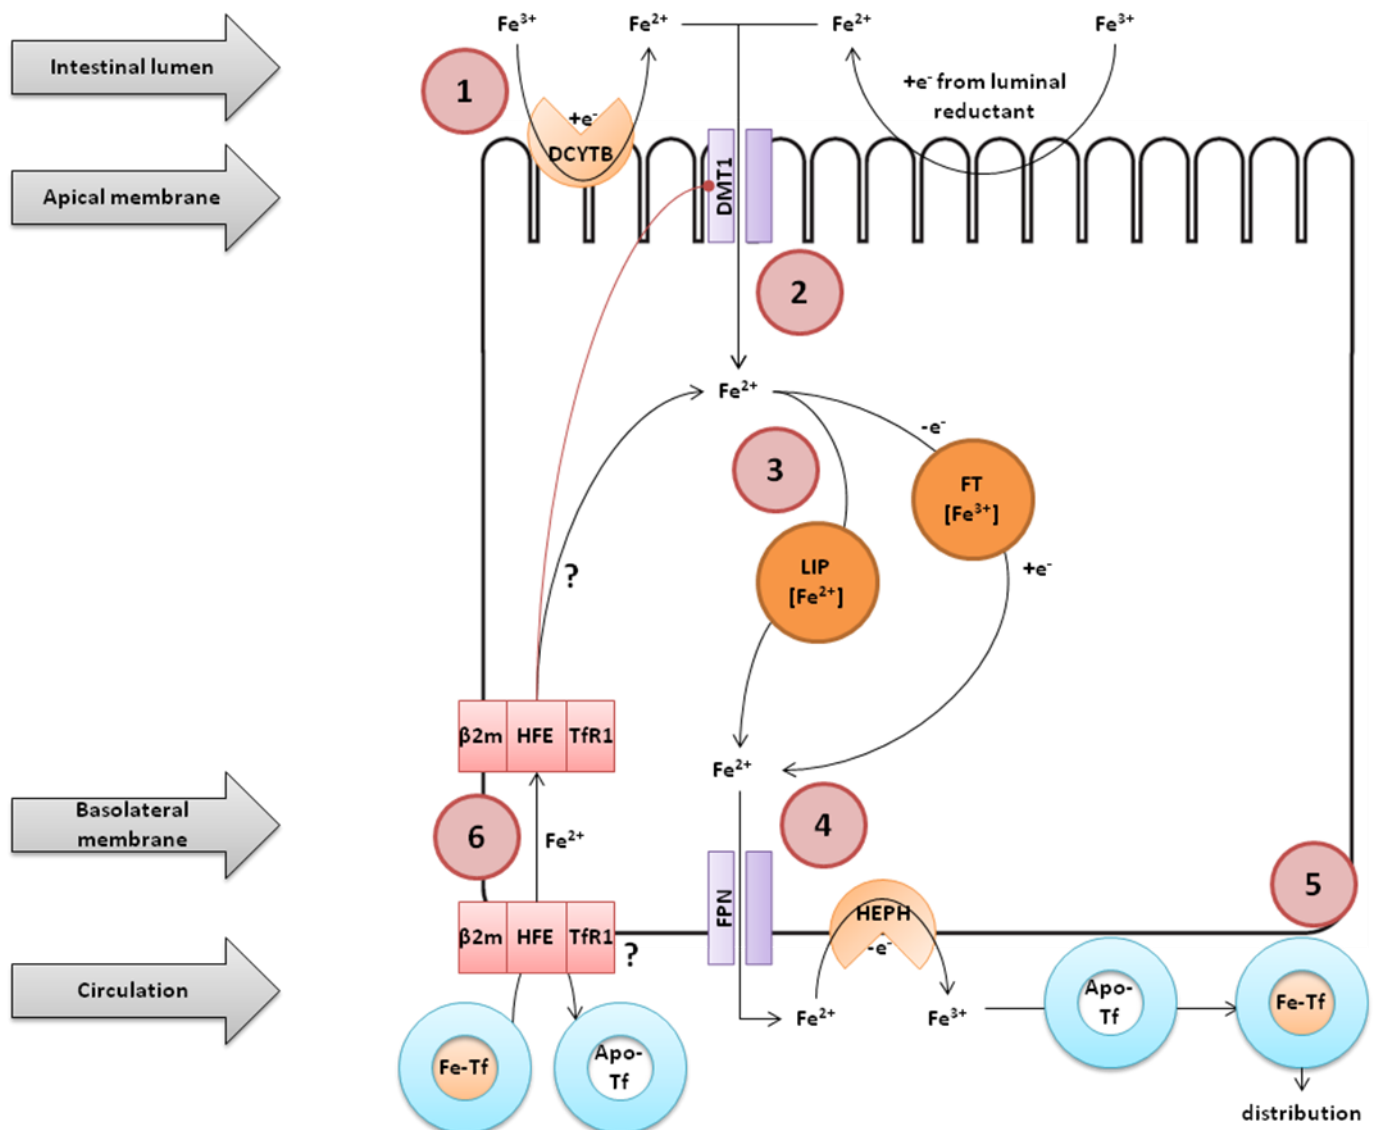 Fe³⁺
Fe²⁺
Fe²⁺
Fe³⁺
Intestinal lumen
1
+e⁻ from luminal
reductant
+e⁻
DCYTB
Apical membrane
DMT1
2
Fe²⁺
-e⁻
3
FT
[Fe³⁺]
LIP
[Fe²⁺]
+e⁻
?
β2m HFE TfR1
Fe²⁺
Basolateral
membrane
6
Fe²⁺
4
5
FPN
HEPH
-e⁻
β2m HFE TfR1
?
Circulation
Fe²⁺
Fe³⁺
Apo-
Tf
Fe-Tf
Fe-Tf
Apo-
Tf
distribution